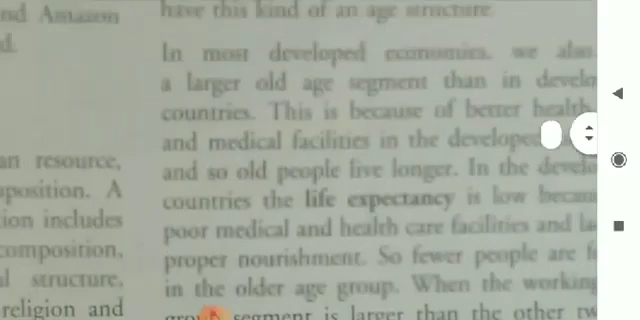 nd Amazon
d.
an resource,
position. A
ion includes
composition,
l structure,
religion and
have this kind of an age structure
In most developed economies, we also
a larger old age segment than in develo
countries. This is because of better health
and medical facilities in the develope
and so old people live longer. In the develo
countries the life expectancy is low becau
poor medical and health care facilities and la
proper nourishment. So fewer people are f
in the older age group. When the working
group segment is larger than the other tw